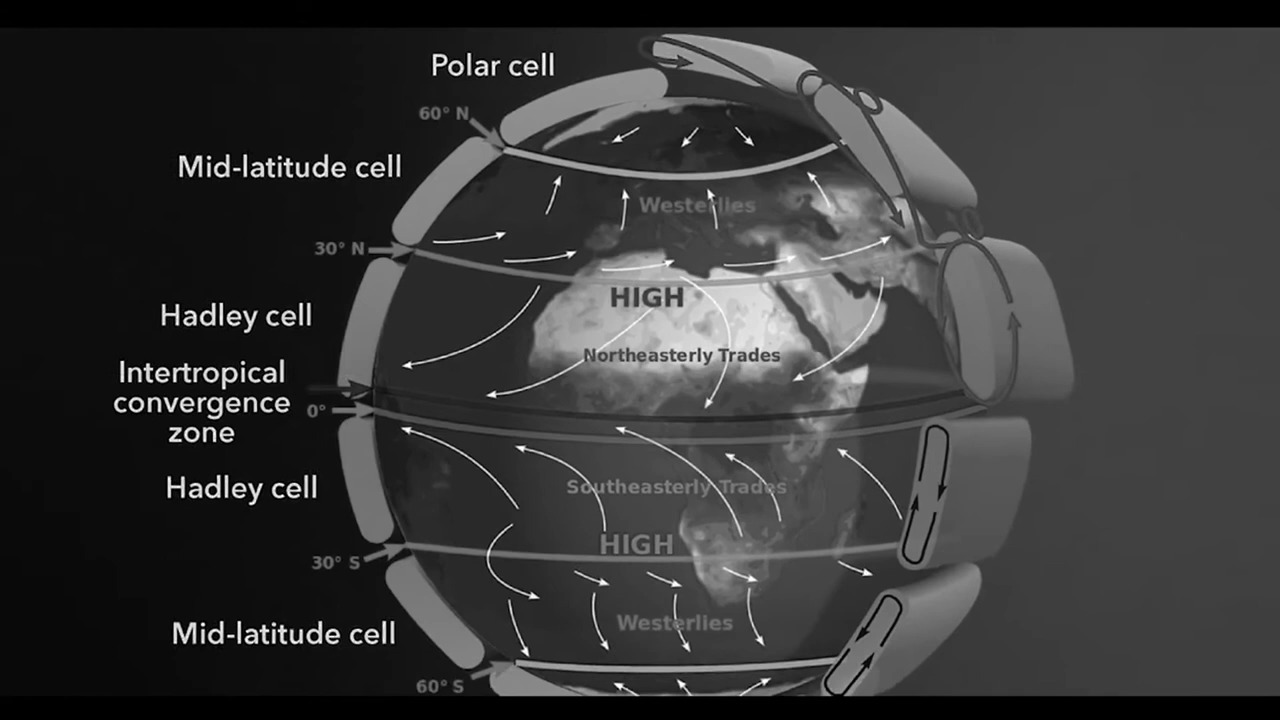 Polar cell
60° N
Mid-latitude cell
Westerlies
30° N
HIGH
Hadley cell
Northeasterly Trades
Intertropical
convergence
zone
0°
Hadley cell
Southeasterly Trades
HIGH
30° S
Westerlies
Mid-latitude cell
60° S